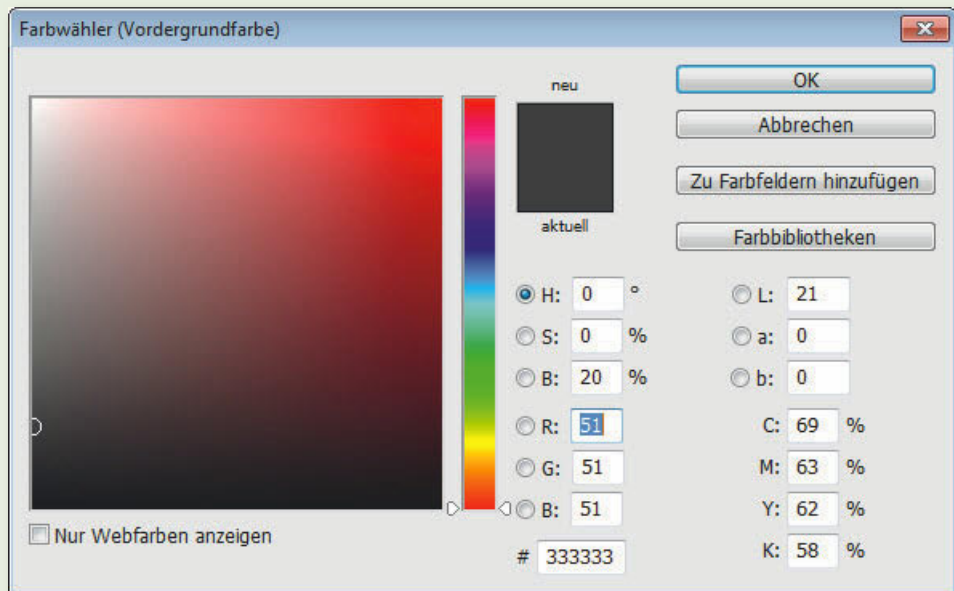 Farbwähler (Vordergrundfarbe)
neu
aktuell
OK
Abbrechen
Zu Farbfeldern hinzufügen
Farbbibliotheken
H: 0 °
S: 0 %
B: 20 %
R: 51
G: 51
B: 51
# 333333
L: 21
a: 0
b: 0
C: 69 %
M: 63 %
Y: 62 %
K: 58 %
Nur Webfarben anzeigen